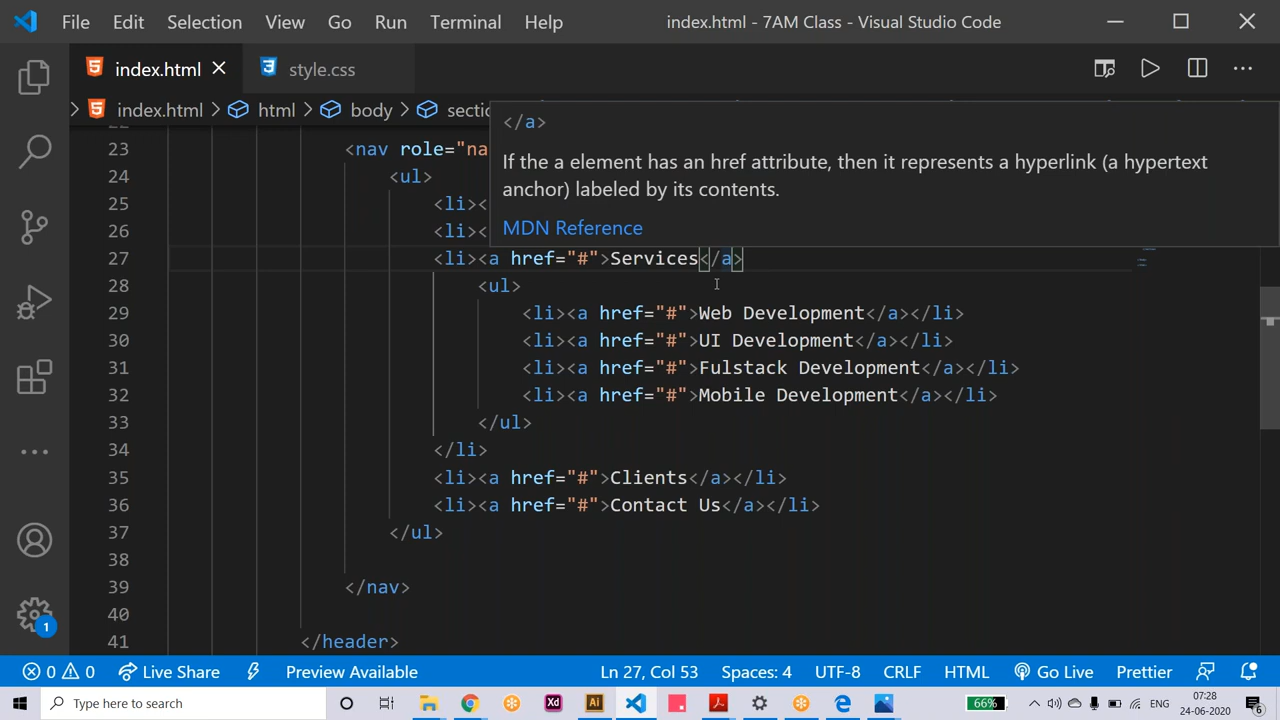 File Edit Selection View Go Run Terminal Help index.html - 7AM Class - Visual Studio Code
index.html style.css
index.html html body
</a>
If the a element has an href attribute, then it represents a hyperlink (a hypertext
anchor) labeled by its contents.
MDN Reference
23 <nav role="na
24 <ul>
25 <li><
26 <li><
27 <li><a href="#">Services</a>
28 <ul>
29 <li><a href="#">Web Development</a></li>
30 <li><a href="#">UI Development</a></li>
31 <li><a href="#">Fulstack Development</a></li>
32 <li><a href="#">Mobile Development</a></li>
33 </ul>
34 </li>
35 <li><a href="#">Clients</a></li>
36 <li><a href="#">Contact Us</a></li>
37 </ul>
38
39 </nav>
40
41 </header>
1
0 0 Live Share Preview Available Ln 27, Col 53 Spaces: 4 UTF-8 CRLF HTML Go Live Prettier
Type here to search Xd Ai 66% 07:28
24-06-2020 6